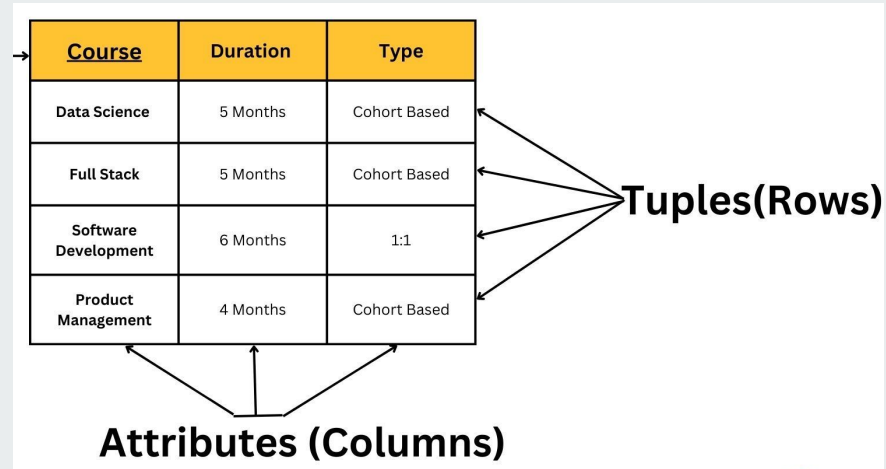 Course Duration Type
Data Science 5 Months Cohort Based
Full Stack 5 Months Cohort Based
Software
Development 6 Months 1:1
Product
Management 4 Months Cohort Based
Tuples(Rows)
Attributes (Columns)